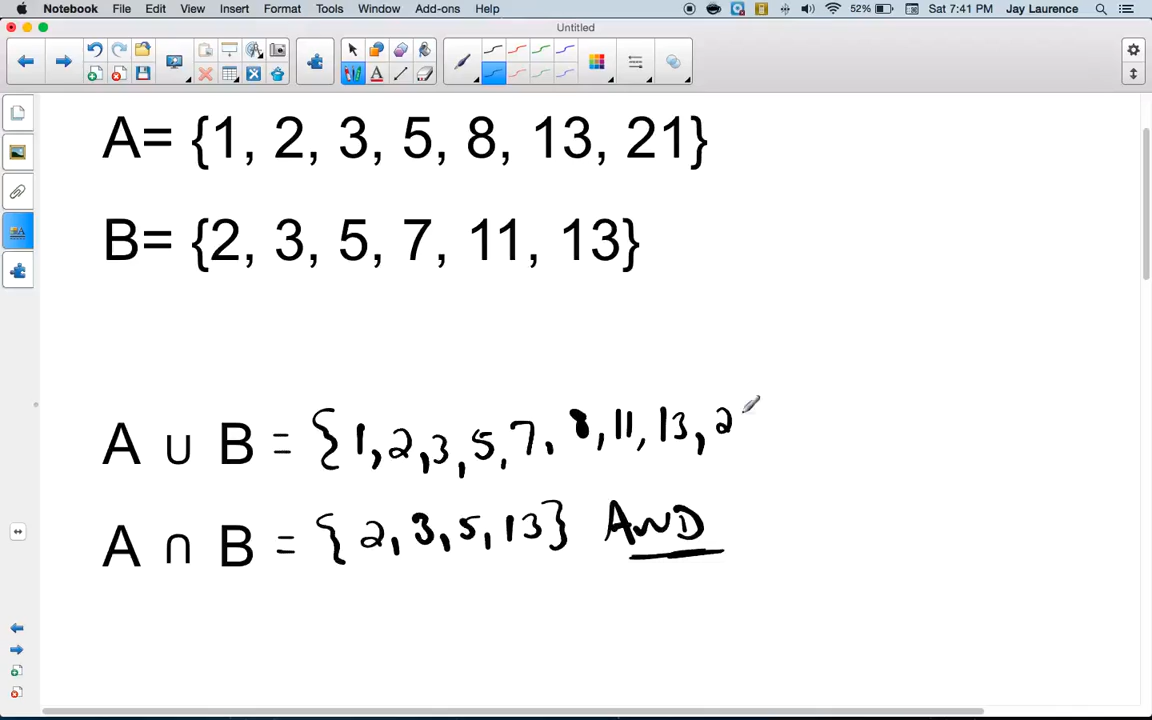 Notebook File Edit View Insert Format Tools Window Add-ons Help 52% Sat 7:41 PM Jay Laurence
Untitled
A= {1, 2, 3, 5, 8, 13, 21}
B= {2, 3, 5, 7, 11, 13}
A ∪ B = {1,2,3,5,7,8,11,13,2
A ∩ B = {2,3,5,13} AND